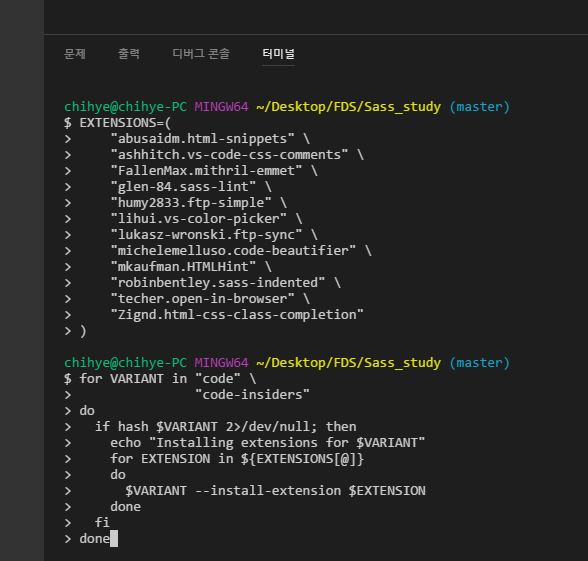 문제 출력 디버그 콘솔 터미널
chihye@chihye-PC MINGW64 ~/Desktop/FDS/Sass_study (master)
$ EXTENSIONS=(
>     "abusaidm.html-snippets" \
>     "ashhitch.vs-code-css-comments" \
>     "FallenMax.mithril-emmet" \
>     "glen-84.sass-lint" \
>     "humy2833.ftp-simple" \
>     "lihui.vs-color-picker" \
>     "lukasz-wronski.ftp-sync" \
>     "michelemelluso.code-beautifier" \
>     "mkaufman.HTMLHint" \
>     "robinbentley.sass-indented" \
>     "techer.open-in-browser" \
>     "Zignd.html-css-class-completion"
> )
chihye@chihye-PC MINGW64 ~/Desktop/FDS/Sass_study (master)
$ for VARIANT in "code" \
>                "code-insiders"
> do
>   if hash $VARIANT 2>/dev/null; then
>     echo "Installing extensions for $VARIANT"
>     for EXTENSION in ${EXTENSIONS[@]}
>     do
>       $VARIANT --install-extension $EXTENSION
>     done
>   fi
> done